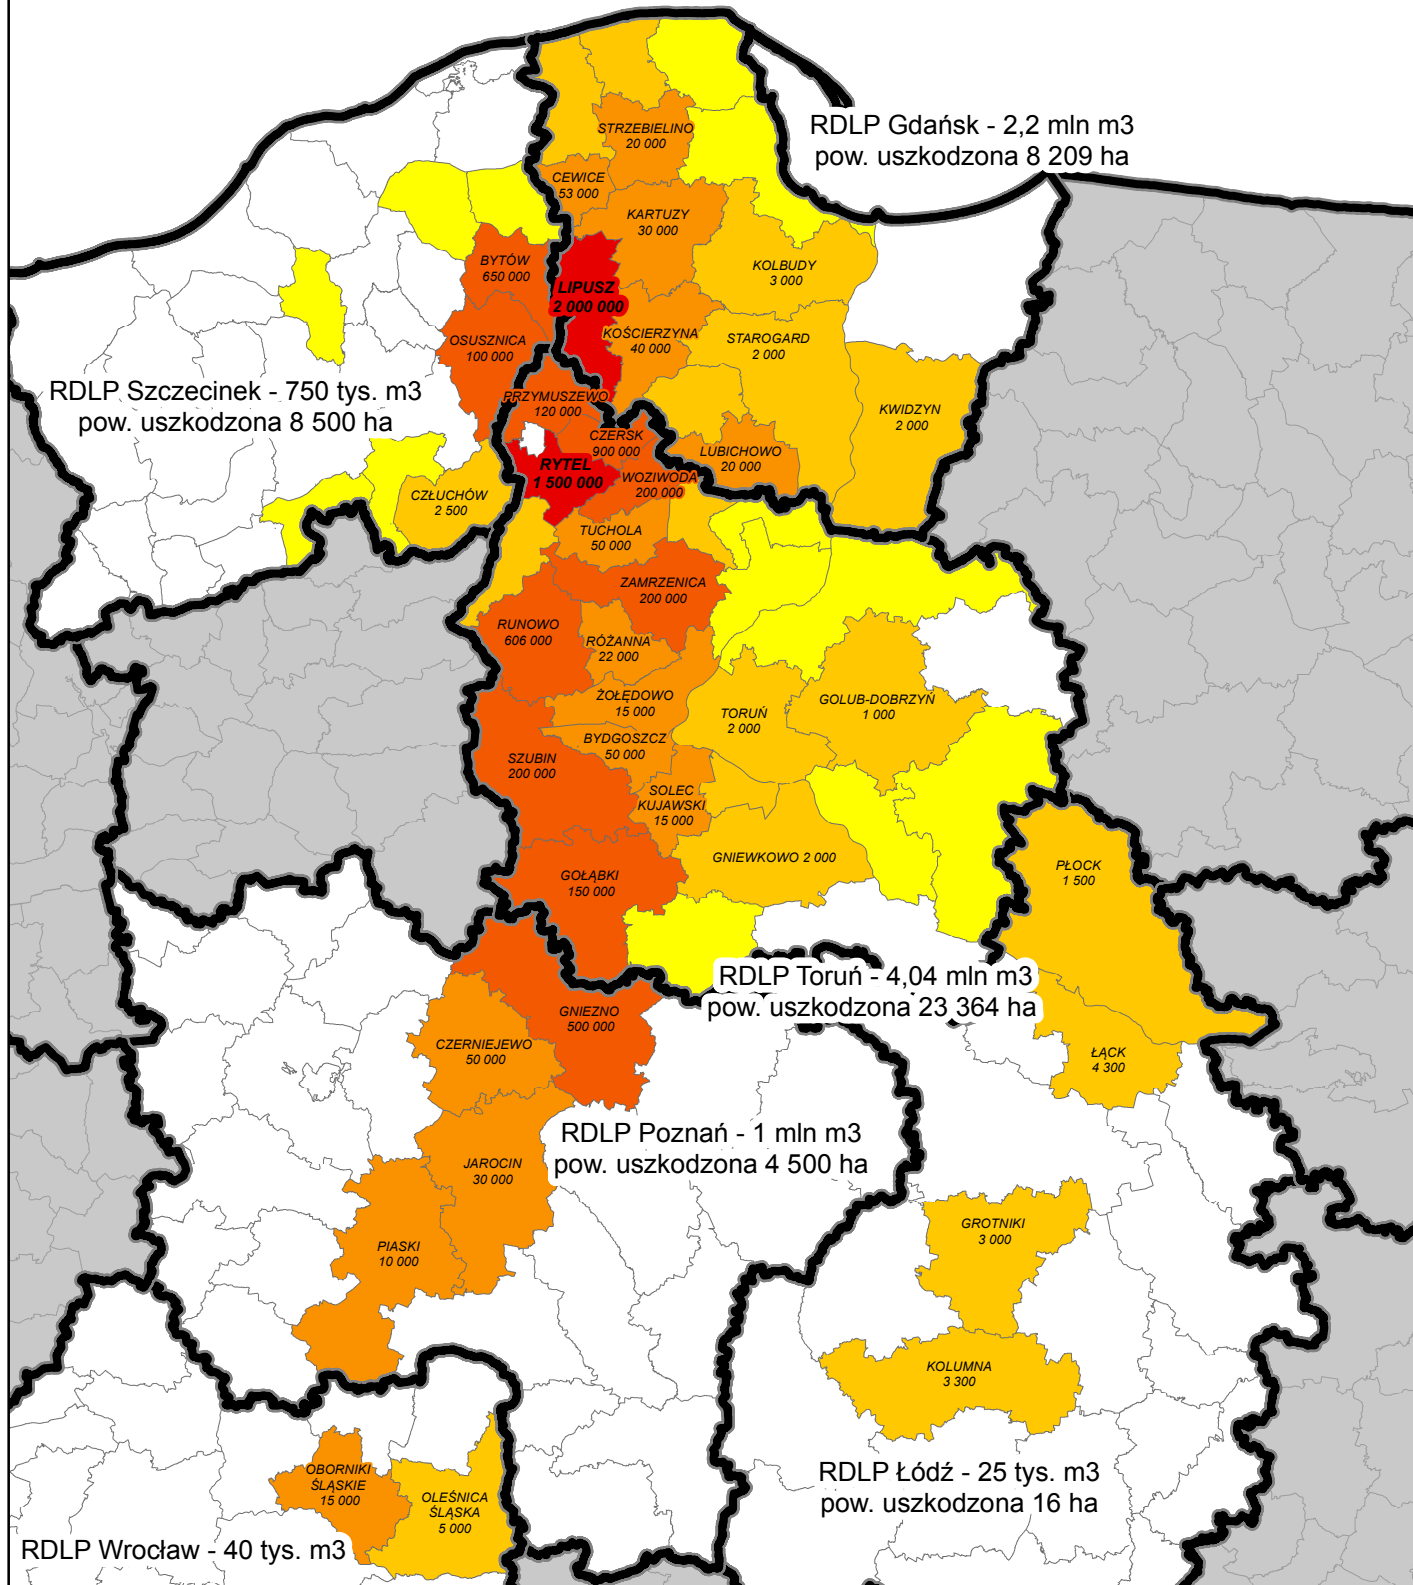 RDLP Gdańsk - 2,2 mln m3
pow. uszkodzona 8 209 ha
STRZEBIELINO
20 000
CEWICE
53 000
KARTUZY
30 000
BYTÓW
650 000
KOLBUDY
3 000
LIPUSZ
2 000 000
OSUSZNICA
100 000
KOŚCIERZYNA
40 000
STAROGARD
2 000
RDLP Szczecinek - 750 tys. m3
pow. uszkodzona 8 500 ha
PRZYMUSZEWO
120 000
KWIDZYN
2 000
CZERSK
900 000
LUBICHOWO
20 000
RYTEL
1 500 000
WOZIWODA
200 000
CZŁUCHÓW
2 500
TUCHOLA
50 000
ZAMRZENICA
200 000
RUNOWO
606 000
RÓŻANNA
22 000
ŻOŁĘDOWO
15 000
TORUŃ
2 000
GOLUB-DOBRZYŃ
1 000
BYDGOSZCZ
50 000
SZUBIN
200 000
SOLEC
KUJAWSKI
15 000
GNIEWKOWO 2 000
GOŁĄBKI
150 000
PŁOCK
1 500
RDLP Toruń - 4,04 mln m3
pow. uszkodzona 23 364 ha
GNIEZNO
500 000
CZERNIEJEWO
50 000
ŁĄCK
4 300
RDLP Poznań - 1 mln m3
pow. uszkodzona 4 500 ha
JAROCIN
30 000
PIASKI
10 000
GROTNIKI
3 000
KOLUMNA
3 300
OBORNIKI
ŚLĄSKIE
15 000
OLEŚNICA
ŚLĄSKA
5 000
RDLP Łódź - 25 tys. m3
pow. uszkodzona 16 ha
RDLP Wrocław - 40 tys. m3